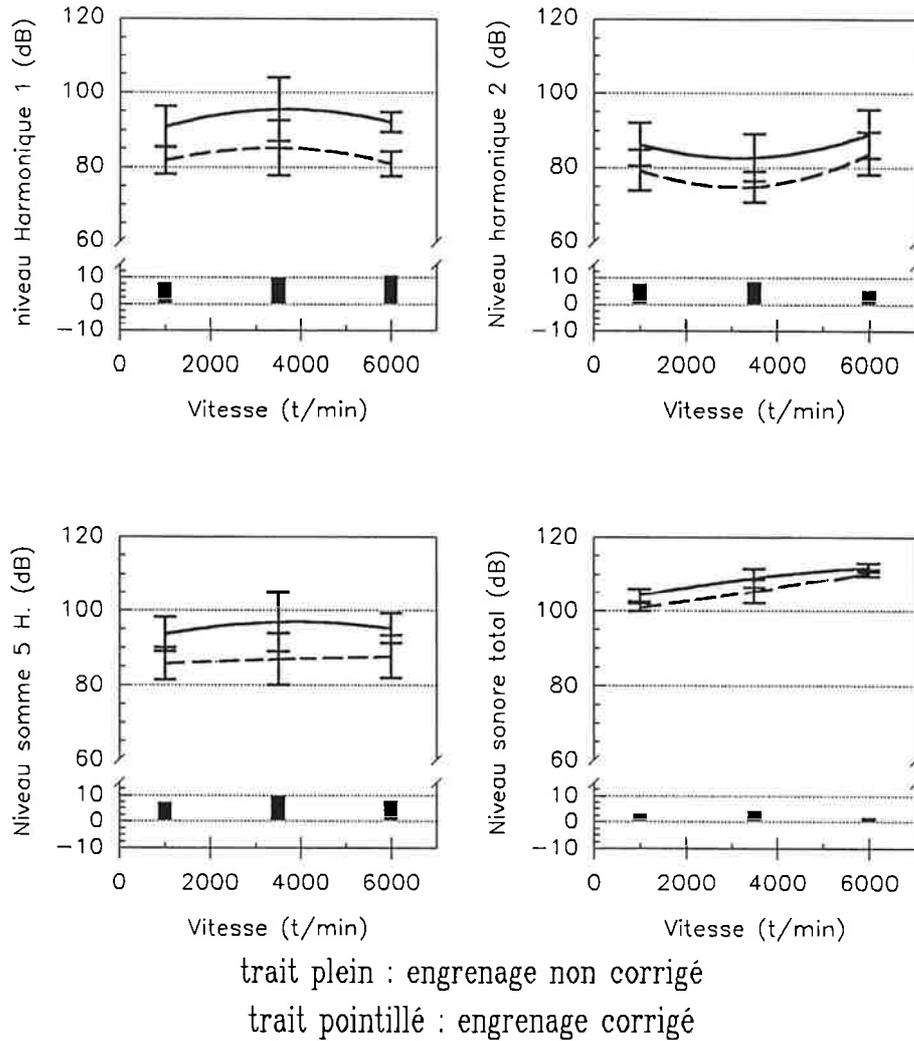 niveau Harmonique 1 (dB)
120
100
80
60
10
0
−10
0 2000 4000 6000
Vitesse (t/min)
Niveau harmonique 2 (dB)
120
100
80
60
10
0
−10
0 2000 4000 6000
Vitesse (t/min)
Niveau somme 5 H. (dB)
120
100
80
60
10
0
−10
0 2000 4000 6000
Vitesse (t/min)
Niveau sonore total (dB)
120
100
80
60
10
0
−10
0 2000 4000 6000
Vitesse (t/min)
trait plein : engrenage non corrigé
trait pointillé : engrenage corrigé